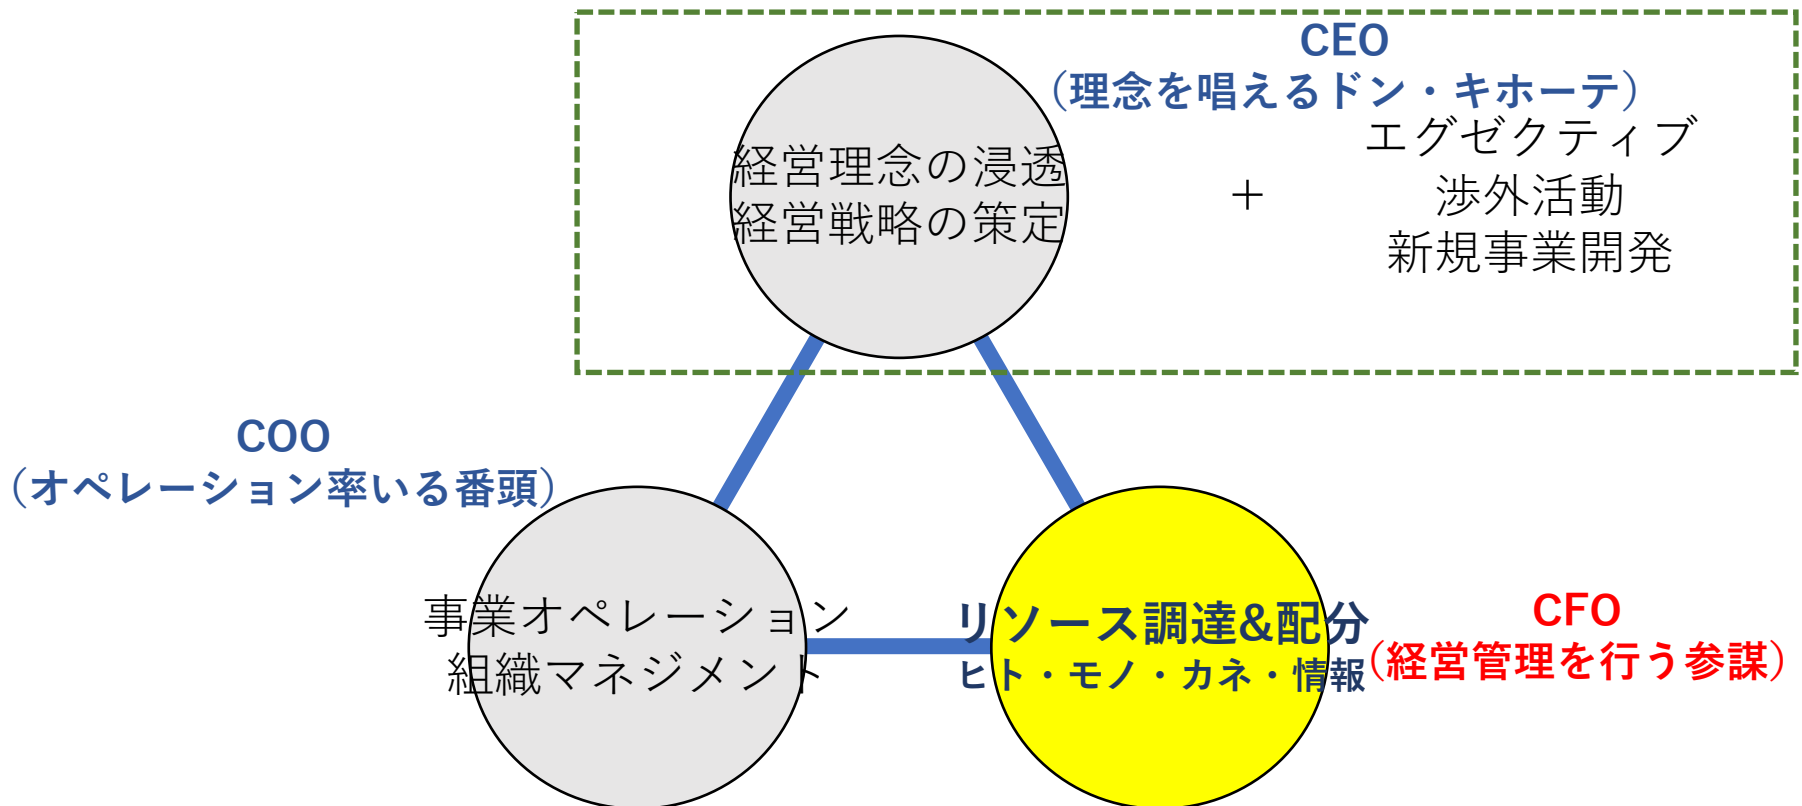 CEO
（理念を唱えるドン・キホーテ）
経営理念の浸透
経営戦略の策定
＋
エグゼクティブ
渉外活動
新規事業開発
COO
（オペレーション率いる番頭）
事業オペレーション
組織マネジメント
リソース調達&配分
ヒト・モノ・カネ・情報
CFO
（経営管理を行う参謀）